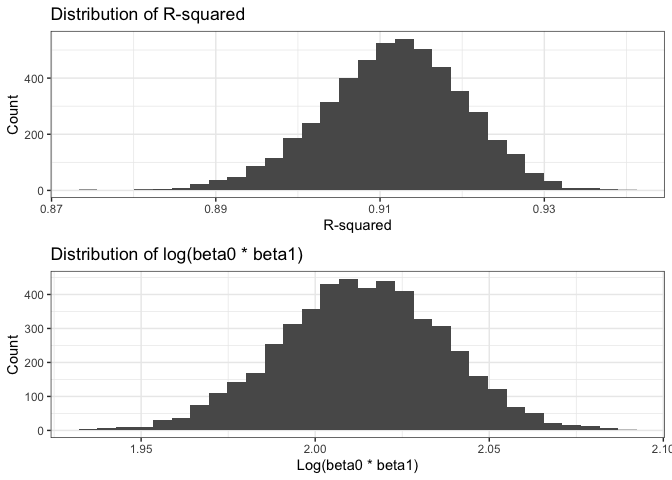 Distribution of R-squared
Count
400
200
0
0.87 0.89 0.91 0.93
R-squared
Distribution of log(beta0 * beta1)
Count
400
300
200
100
0
1.95 2.00 2.05 2.10
Log(beta0 * beta1)